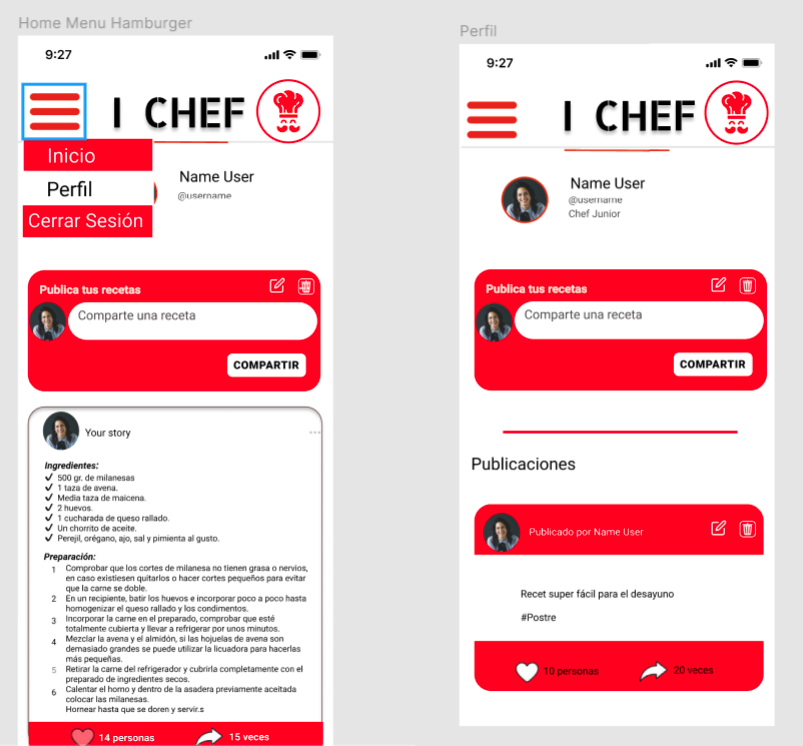 Home Menu Hamburger
9:27
I CHEF
Inicio
Perfil
Cerrar Sesión
Name User
@username
Publica tus recetas
Comparte una receta
COMPARTIR
Your story
Ingredientes:
500 gr. de milanesas
1 taza de avena.
Media taza de maicena.
2 huevos.
1 cucharada de queso rallado.
Un chorrito de aceite.
Perejil, orégano, ajo, sal y pimienta al gusto.
Preparación:
1 Comprobar que los cortes de milanesa no tienen grasa o nervios,
en caso existiesen quitarlos o hacer cortes pequeños para evitar
que la carne se doble.
2 En un recipiente, batir los huevos e incorporar poco a poco hasta
homogenizar el queso rallado y los condimentos.
3 Incorporar la carne en el preparado, comprobar que esté
totalmente cubierta y llevar a refrigerar por unos minutos.
4 Mezclar la avena y el almidón, si las hojuelas de avena son
demasiado grandes se puede utilizar la licuadora para hacerlas
más pequeñas.
5 Retirar la carne del refrigerador y cubrirla completamente con el
preparado de ingredientes secos.
6 Calentar el horno y dentro de la asadera previamente aceitada
colocar las milanesas.
Hornear hasta que se doren y servir.s
14 personas
15 veces
Perfil
9:27
I CHEF
Name User
@username
Chef Junior
Publica tus recetas
Comparte una receta
COMPARTIR
Publicaciones
Publicado por Name User
Recet super fácil para el desayuno
#Postre
10 personas
20 veces